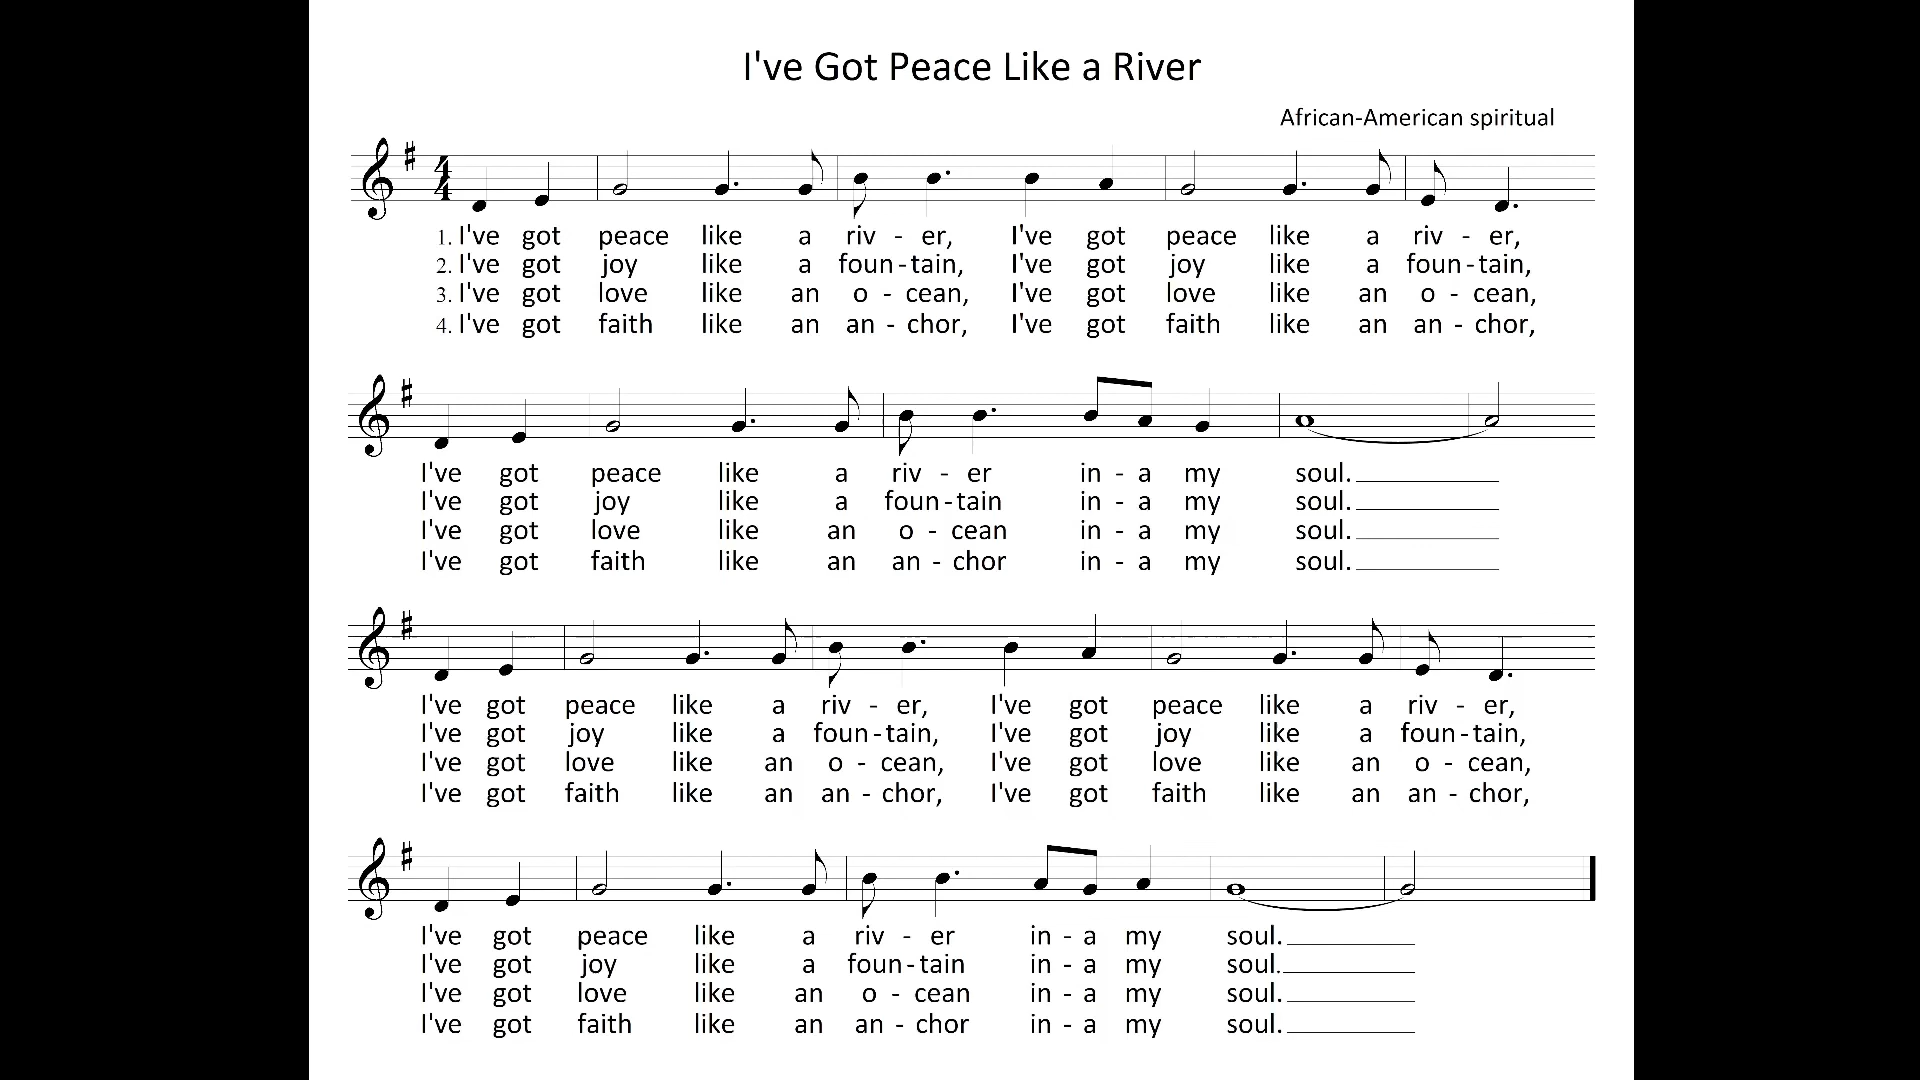 I've Got Peace Like a River
African-American spiritual
4
4
1. I've got peace like a riv - er, I've got peace like a riv - er,
2. I've got joy like a foun - tain, I've got joy like a foun - tain,
3. I've got love like an o - cean, I've got love like an o - cean,
4. I've got faith like an an - chor, I've got faith like an an - chor,
I've got peace like a riv - er in - a my soul.
I've got joy like a foun - tain in - a my soul.
I've got love like an o - cean in - a my soul.
I've got faith like an an - chor in - a my soul.
I've got peace like a riv - er, I've got peace like a riv - er,
I've got joy like a foun - tain, I've got joy like a foun - tain,
I've got love like an o - cean, I've got love like an o - cean,
I've got faith like an an - chor, I've got faith like an an - chor,
I've got peace like a riv - er in - a my soul.
I've got joy like a foun - tain in - a my soul.
I've got love like an o - cean in - a my soul.
I've got faith like an an - chor in - a my soul.